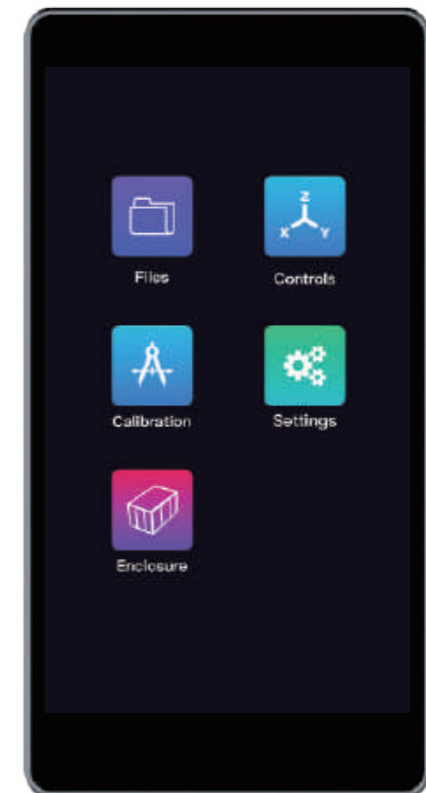 Z
X Y
Files Controls
Calibration Settings
Enclosure